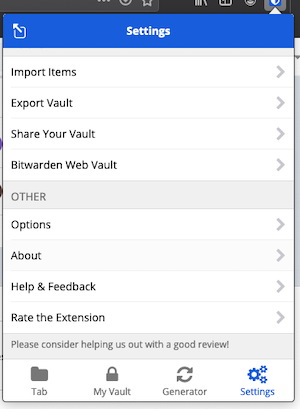 Settings
Import Items
Export Vault
Share Your Vault
Bitwarden Web Vault
OTHER
Options
About
Help & Feedback
Rate the Extension
Please consider helping us out with a good review!
Tab
My Vault
Generator
Settings